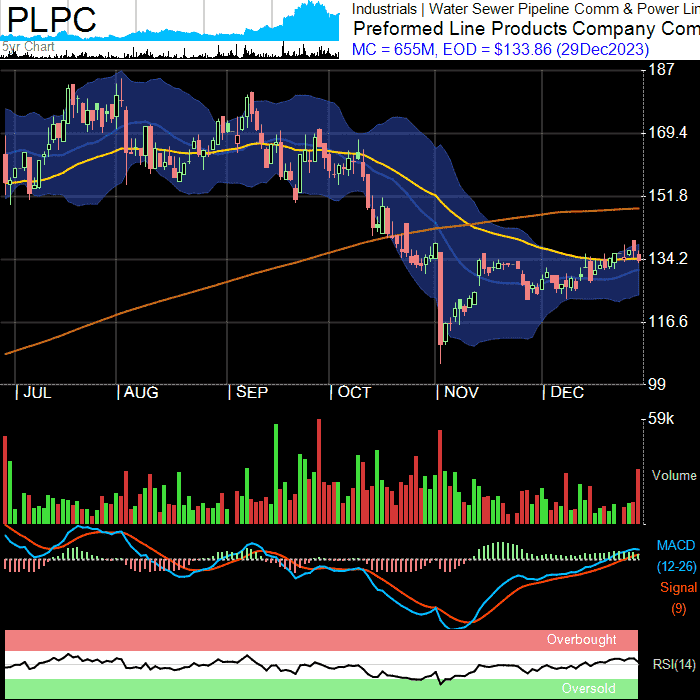 PLPC
5yr Chart
Industrials | Water Sewer Pipeline Comm & Power Lin
Preformed Line Products Company Com
MC = 655M, EOD = $133.86 (29Dec2023)
187
169.4
151.8
134.2
116.6
99
| JUL | AUG | SEP | OCT | NOV | DEC
59k
Volume
MACD
(12-26)
Signal
(9)
Overbought
RSI(14)
Oversold